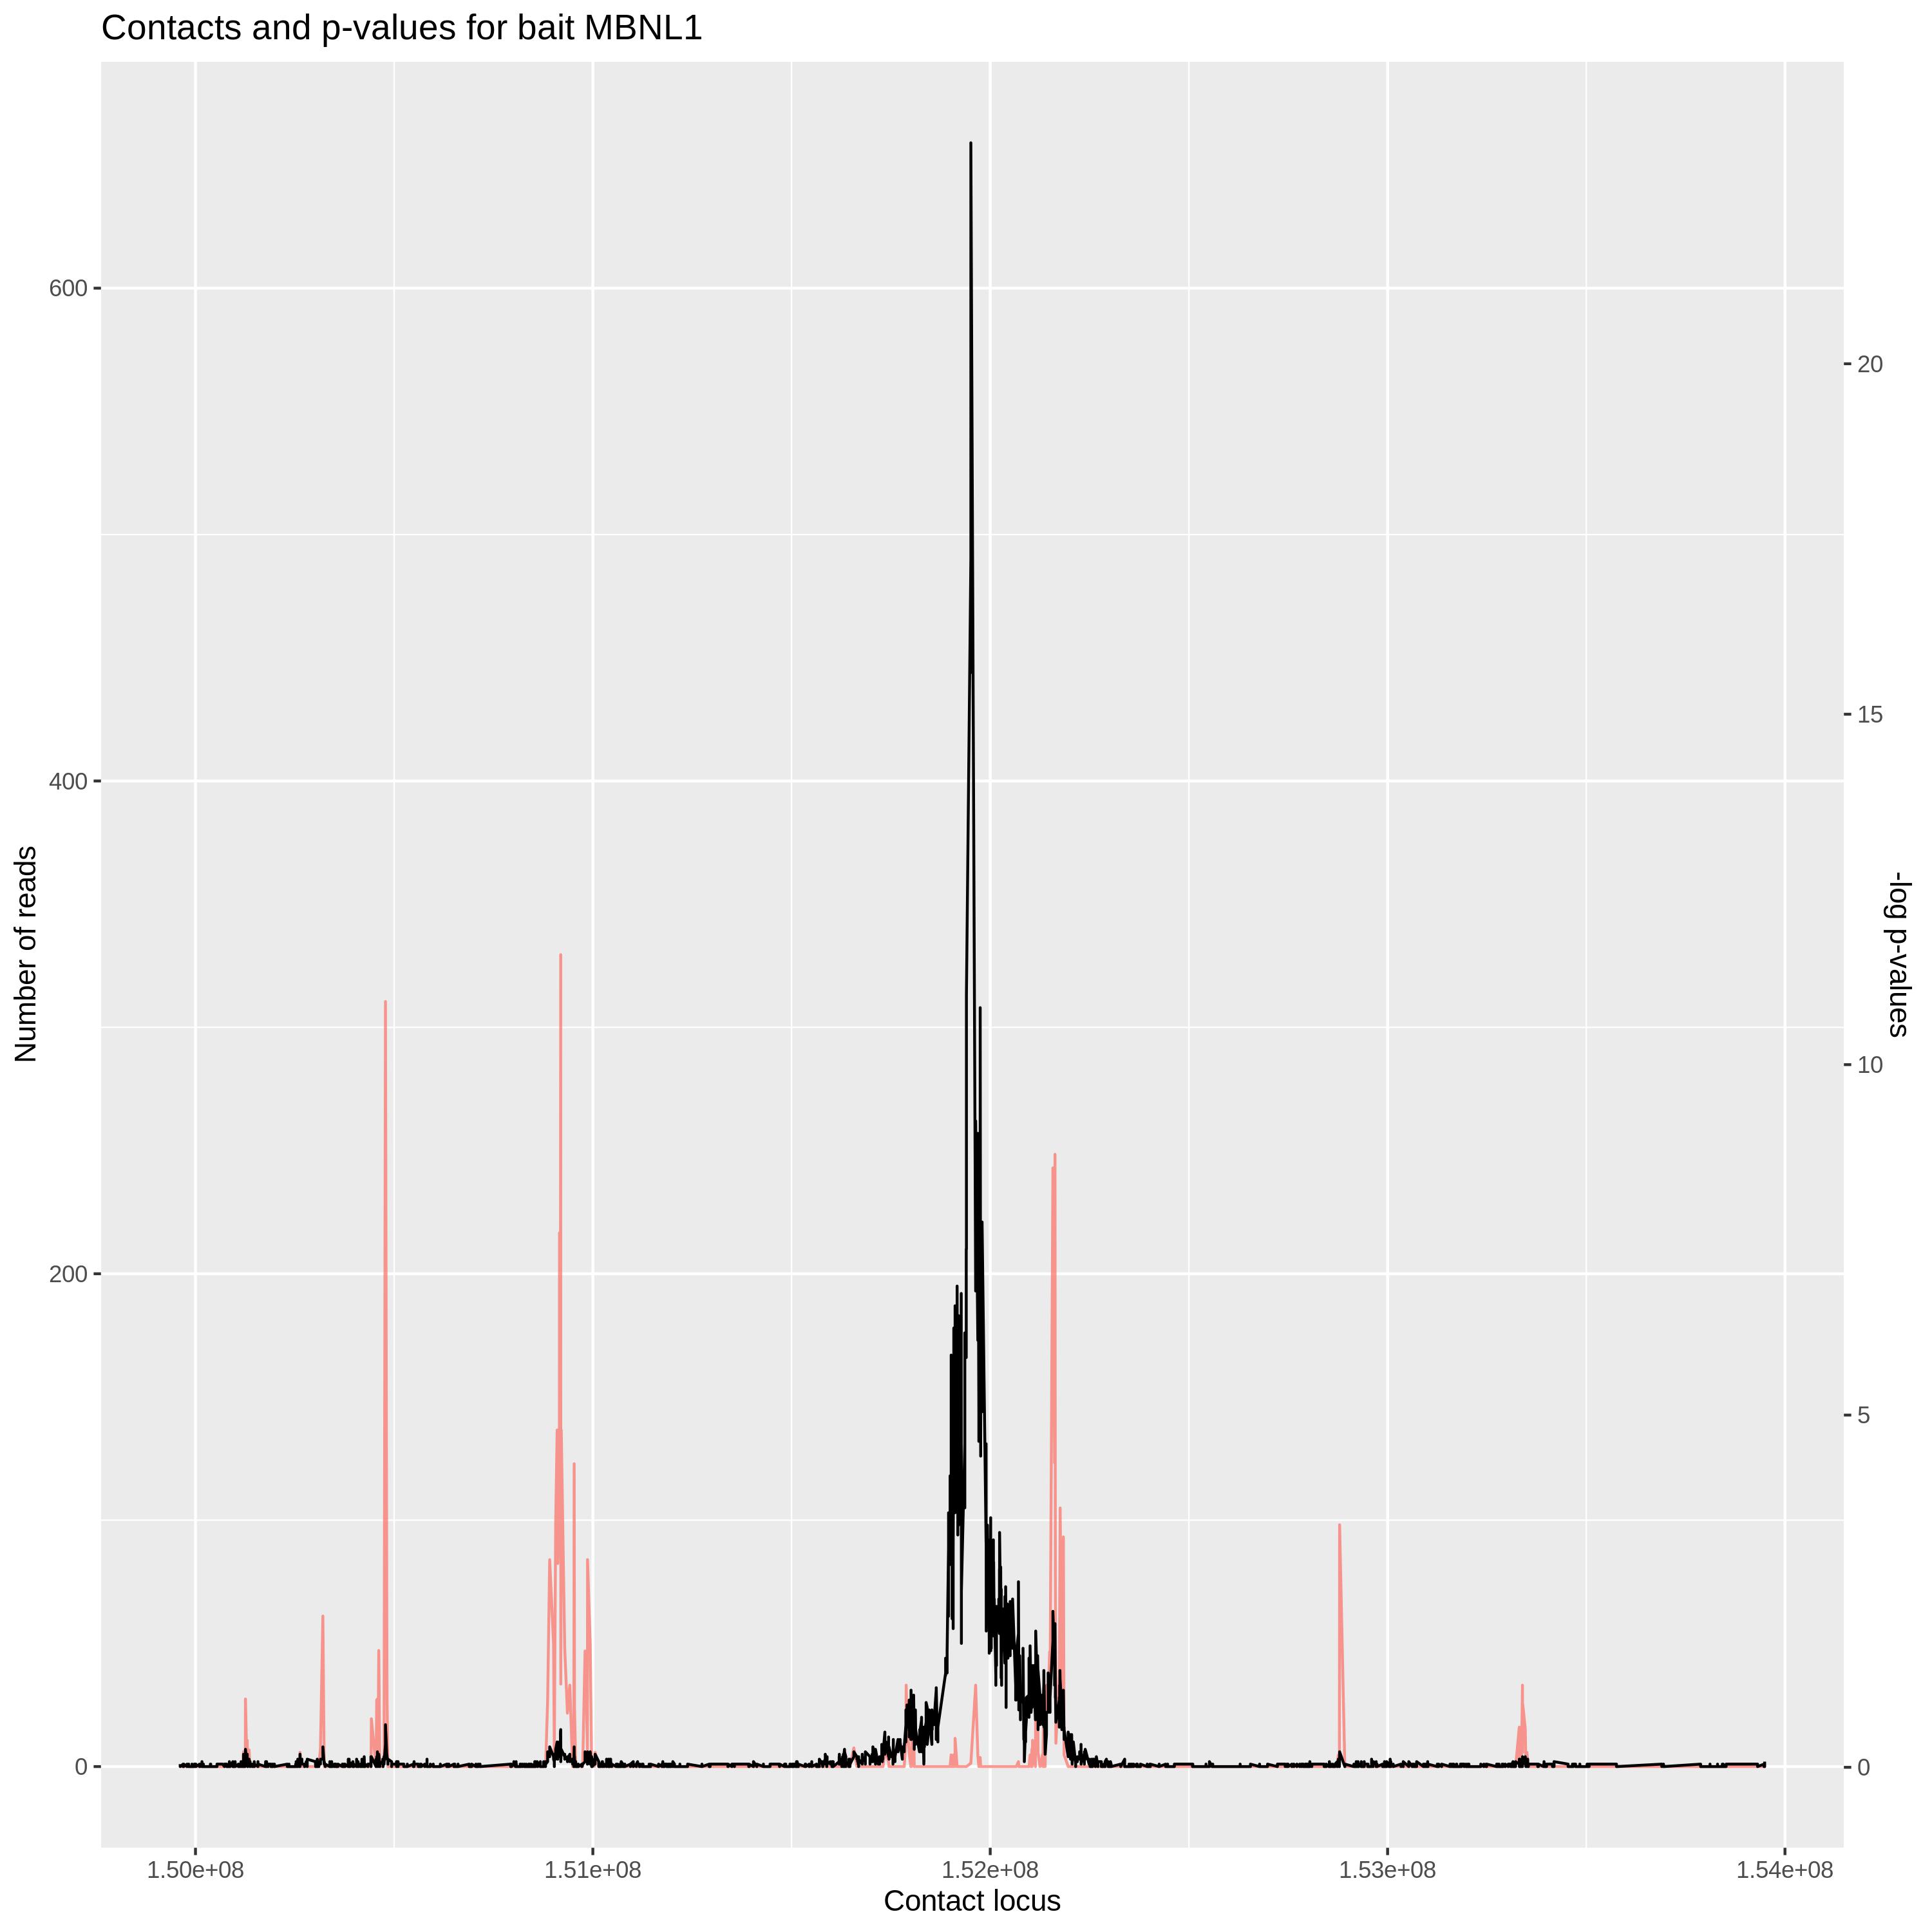 Contacts and p-values for bait MBNL1
Number of reads
600
400
200
0
20
15
10
5
0
-log p-values
1.50e+08 1.51e+08 1.52e+08 1.53e+08 1.54e+08
Contact locus